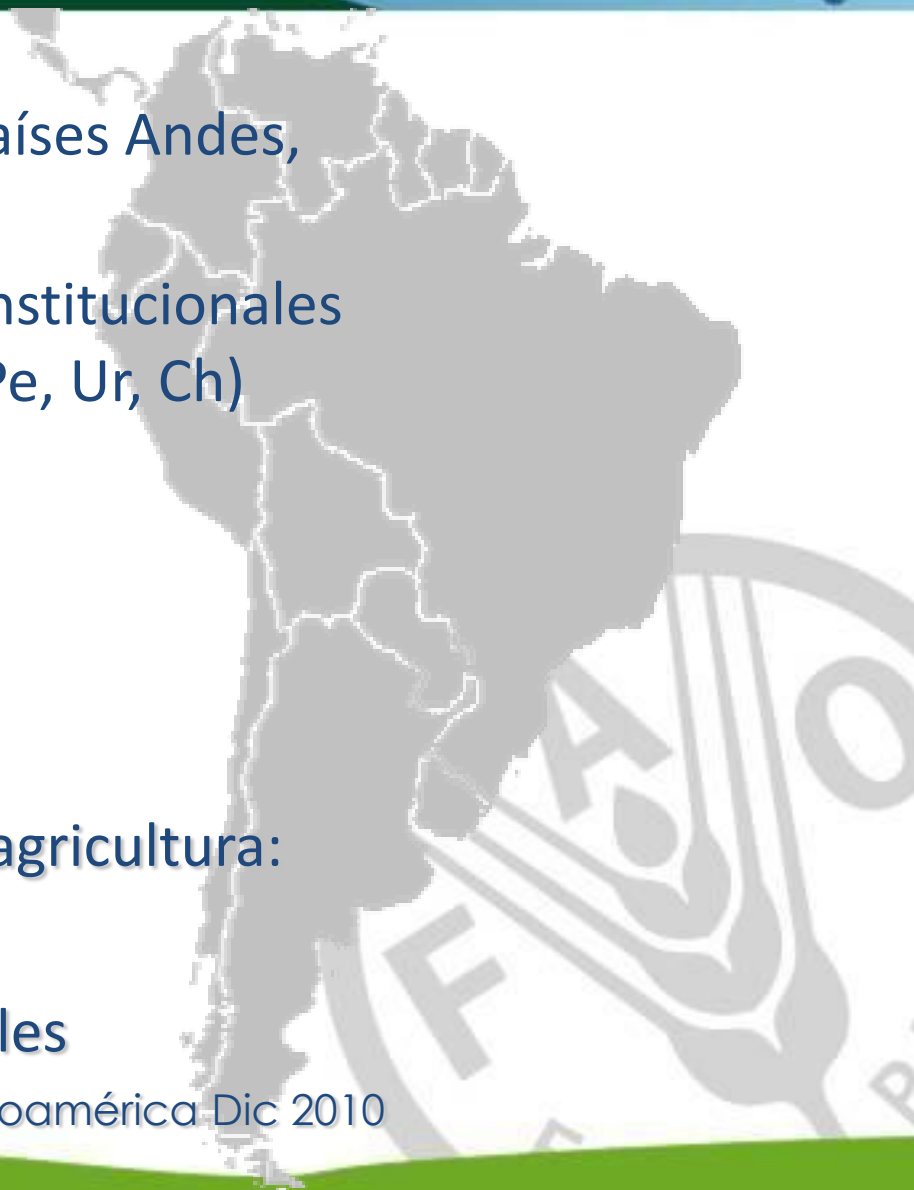 aíses Andes,
nstitucionales
Pe, Ur, Ch)
agricultura:
les
oamérica Dic 2010
F A O
F P